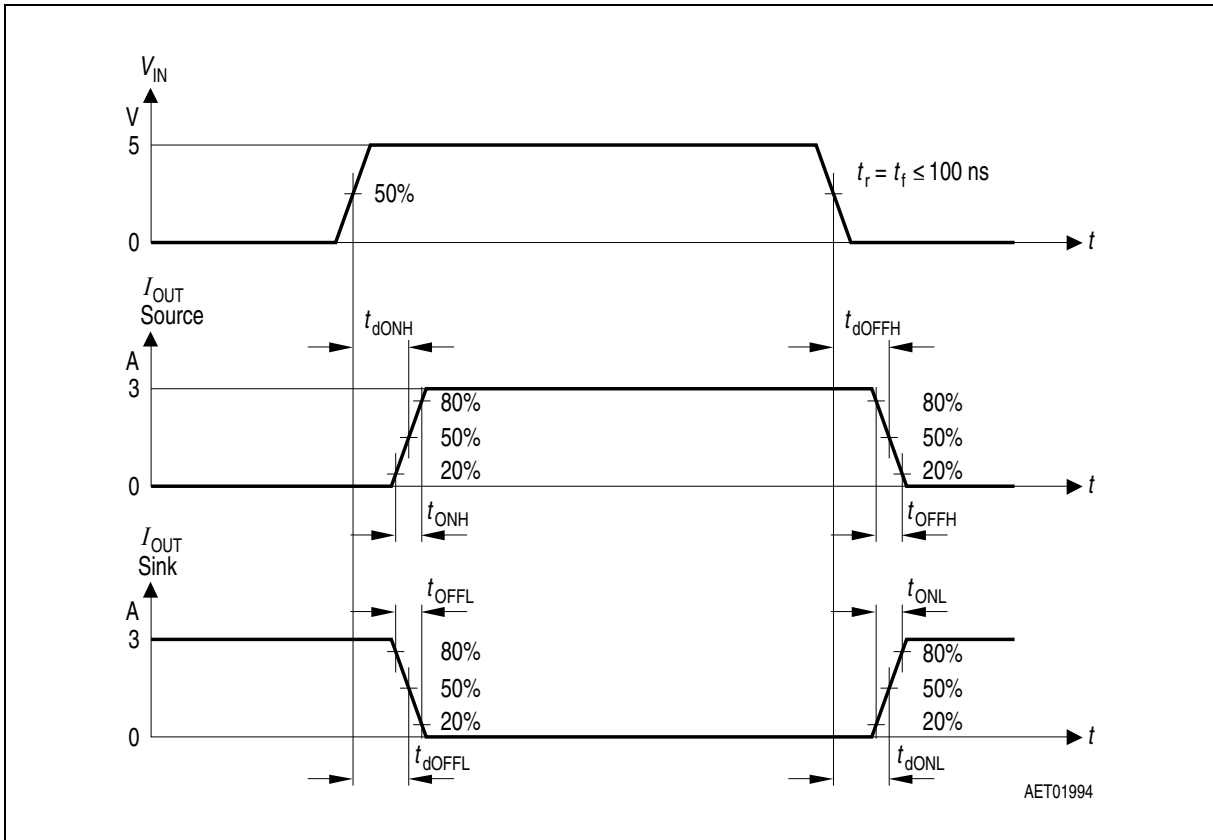 V_IN
V
5
50%
t_r = t_f ≤ 100 ns
0
t
I_OUT
Source
t_dONH
t_dOFFH
A
3
80%
80%
50%
50%
20%
20%
0
t
t_ONH
t_OFFH
I_OUT
Sink
t_OFFL
t_ONL
A
3
80%
80%
50%
50%
20%
20%
0
t
t_dOFFL
t_dONL
AET01994